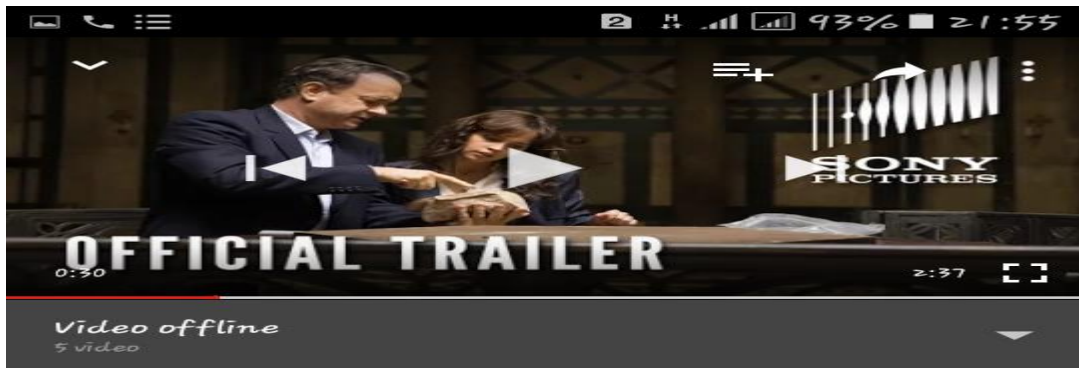 2 H 93% 21:55
SONY
PICTURES
OFFICIAL TRAILER
0:30 2:37
Video offline
5 video